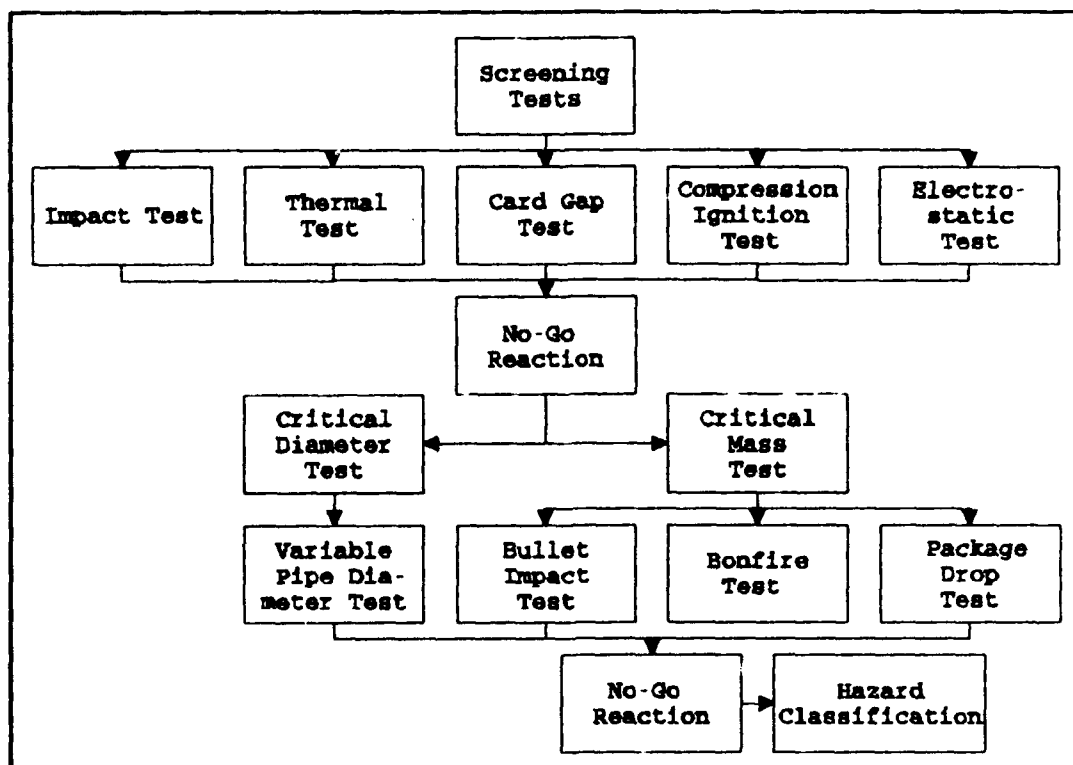 Screening
Tests
Impact Test
Thermal
Test
Card Gap
Test
Compression
Ignition
Test
Electro-
static
Test
No-Go
Reaction
Critical
Diameter
Test
Critical
Mass
Test
Variable
Pipe Dia-
meter Test
Bullet
Impact
Test
Bonfire
Test
Package
Drop
Test
No-Go
Reaction
Hazard
Classification